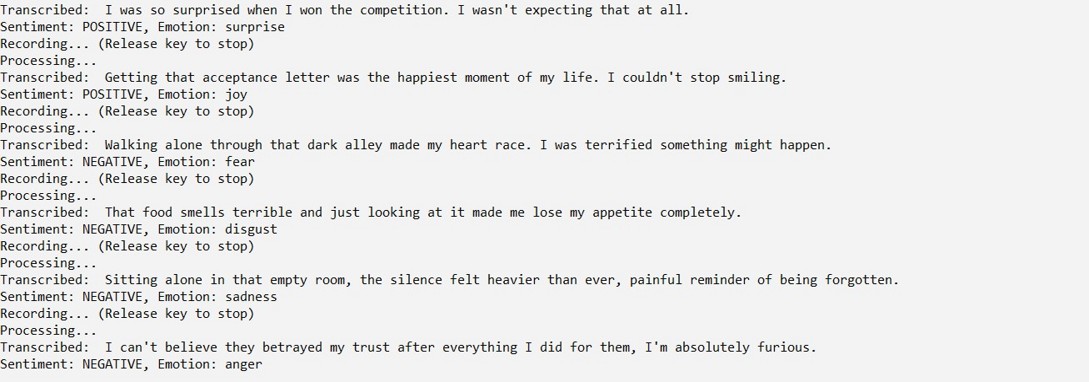 Transcribed:  I was so surprised when I won the competition. I wasn't expecting that at all.
Sentiment: POSITIVE, Emotion: surprise
Recording... (Release key to stop)
Processing...
Transcribed:  Getting that acceptance letter was the happiest moment of my life. I couldn't stop smiling.
Sentiment: POSITIVE, Emotion: joy
Recording... (Release key to stop)
Processing...
Transcribed:  Walking alone through that dark alley made my heart race. I was terrified something might happen.
Sentiment: NEGATIVE, Emotion: fear
Recording... (Release key to stop)
Processing...
Transcribed:  That food smells terrible and just looking at it made me lose my appetite completely.
Sentiment: NEGATIVE, Emotion: disgust
Recording... (Release key to stop)
Processing...
Transcribed:  Sitting alone in that empty room, the silence felt heavier than ever, painful reminder of being forgotten.
Sentiment: NEGATIVE, Emotion: sadness
Recording... (Release key to stop)
Processing...
Transcribed:  I can't believe they betrayed my trust after everything I did for them, I'm absolutely furious.
Sentiment: NEGATIVE, Emotion: anger